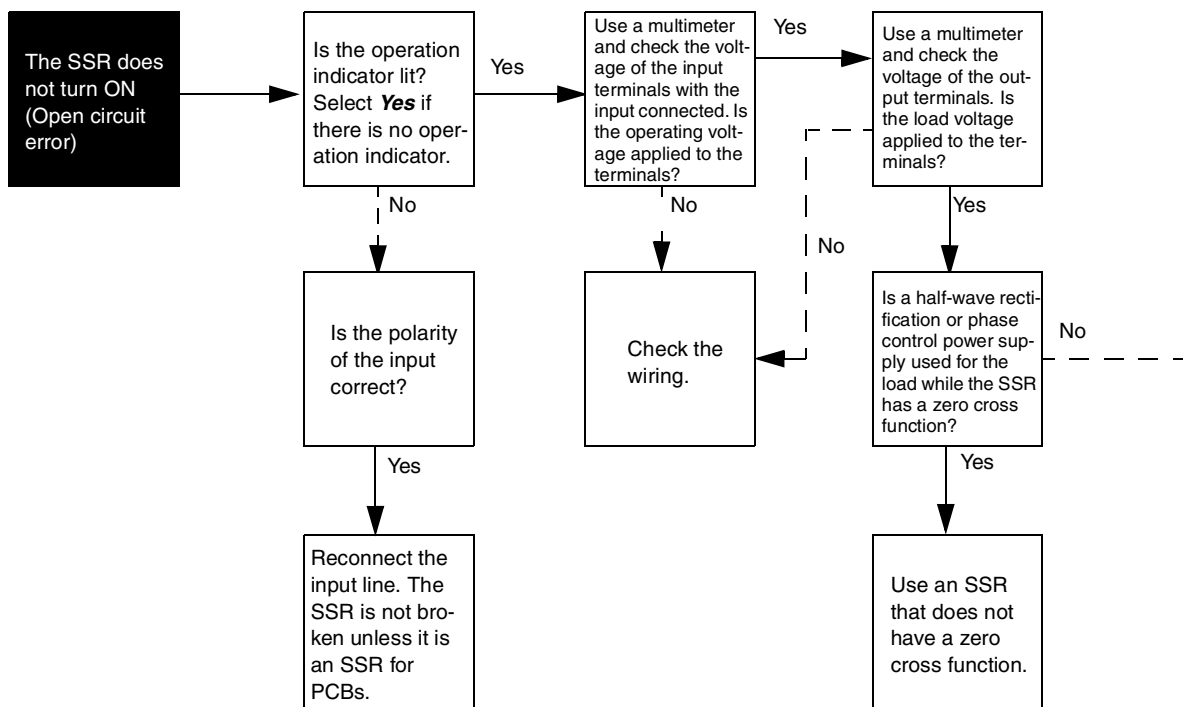 The SSR does
not turn ON
(Open circuit
error)
Is the operation
indicator lit?
Select Yes if
there is no oper-
ation indicator.
Yes
No
Use a multimeter
and check the volt-
age of the input
terminals with the
input connected. Is
the operating volt-
age applied to the
terminals?
Yes
No
Use a multimeter
and check the
voltage of the out-
put terminals. Is
the load voltage
applied to the ter-
minals?
Yes
No
Is the polarity
of the input
correct?
Yes
Check the
wiring.
Is a half-wave recti-
fication or phase
control power sup-
ply used for the
load while the SSR
has a zero cross
function?
No
Yes
Reconnect the
input line. The
SSR is not bro-
ken unless it is
an SSR for
PCBs.
Use an SSR
that does not
have a zero
cross function.